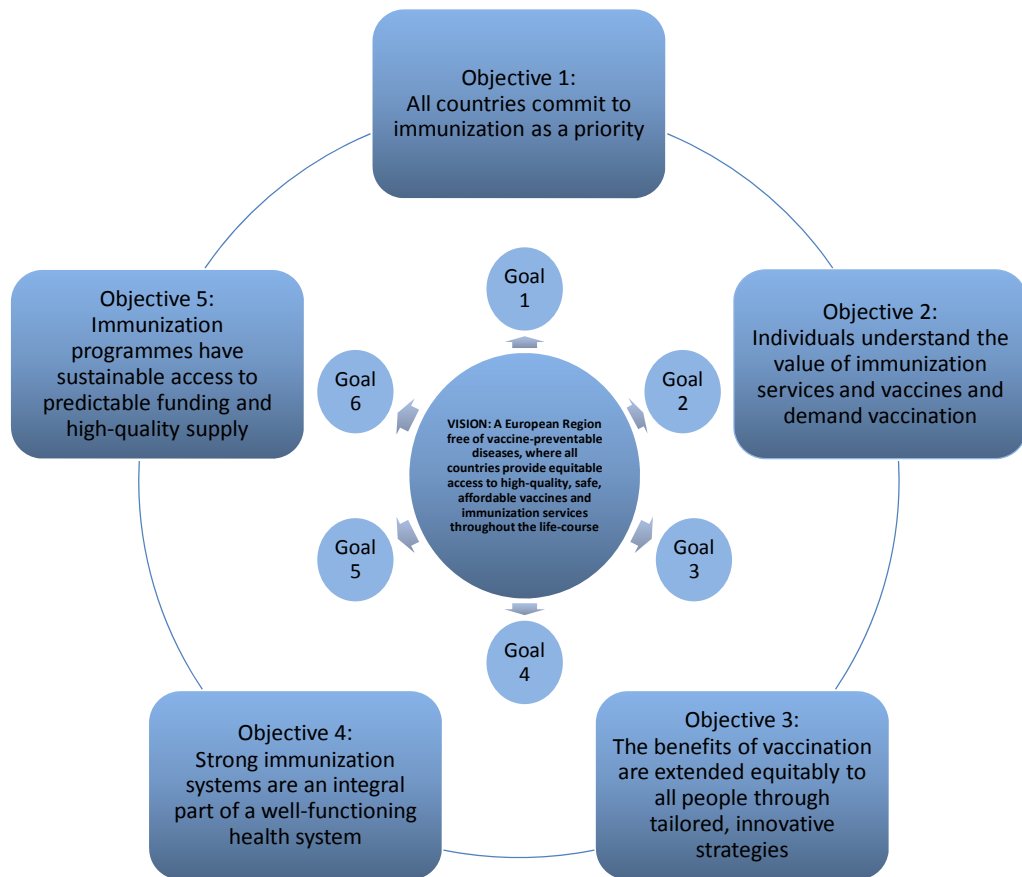 Objective 1:
All countries commit to
immunization as a priority
Objective 2:
Individuals understand the
value of immunization
services and vaccines and
demand vaccination
Objective 3:
The benefits of vaccination
are extended equitably to
all people through
tailored, innovative
strategies
Objective 4:
Strong immunization
systems are an integral
part of a well-functioning
health system
Objective 5:
Immunization
programmes have
sustainable access to
predictable funding and
high-quality supply
Goal
1
Goal
2
Goal
3
Goal
4
Goal
5
Goal
6
VISION: A European Region
free of vaccine-preventable
diseases, where all
countries provide equitable
access to high-quality, safe,
affordable vaccines and
immunization services
throughout the life-course